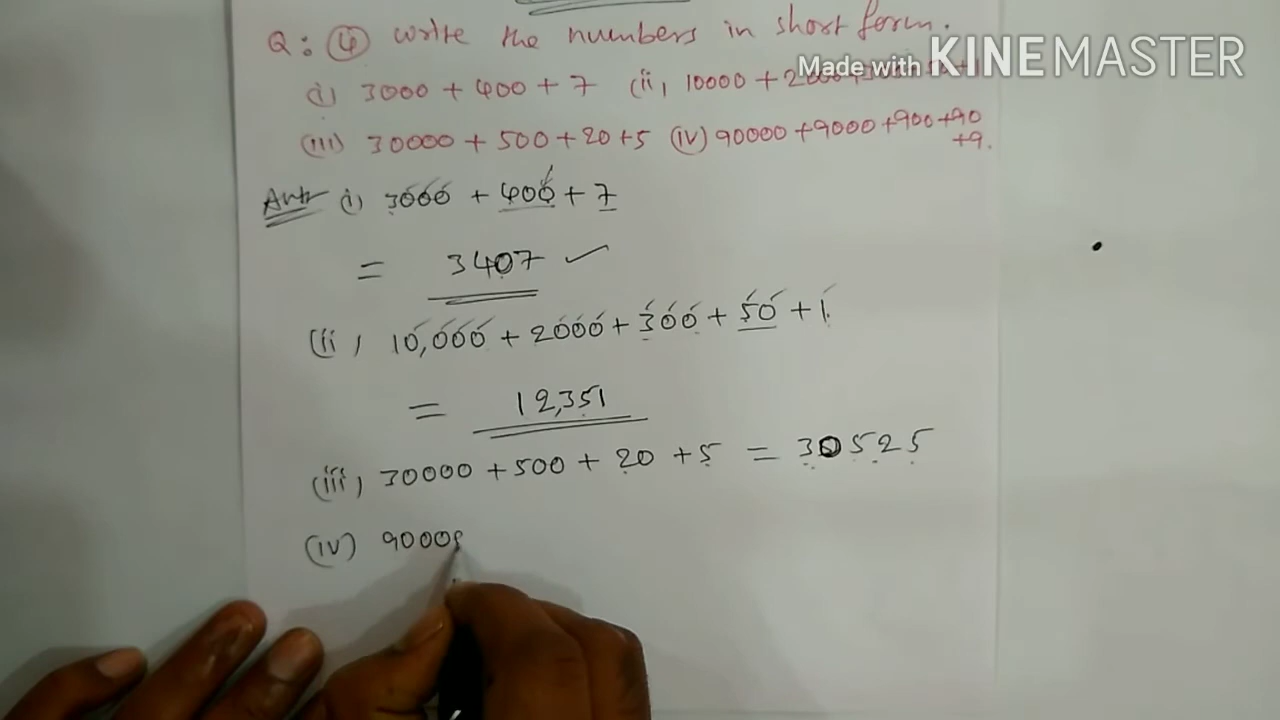 Q: (4) write the numbers in short form.
Made with KINEMASTER
i) 3000 + 400 + 7 (ii, 10000 + 2000
(iii) 30000 + 500 + 20 + 5 (iv) 90000 + 9000 + 900 + 90
+9.
Ans (i) 3000 + 400 + 7
= 3407 ✓
(ii, 10,000 + 2000 + 300 + 50 + 1
= 12,351
(iii, 30000 + 500 + 20 + 5 = 30525
(iv) 9000